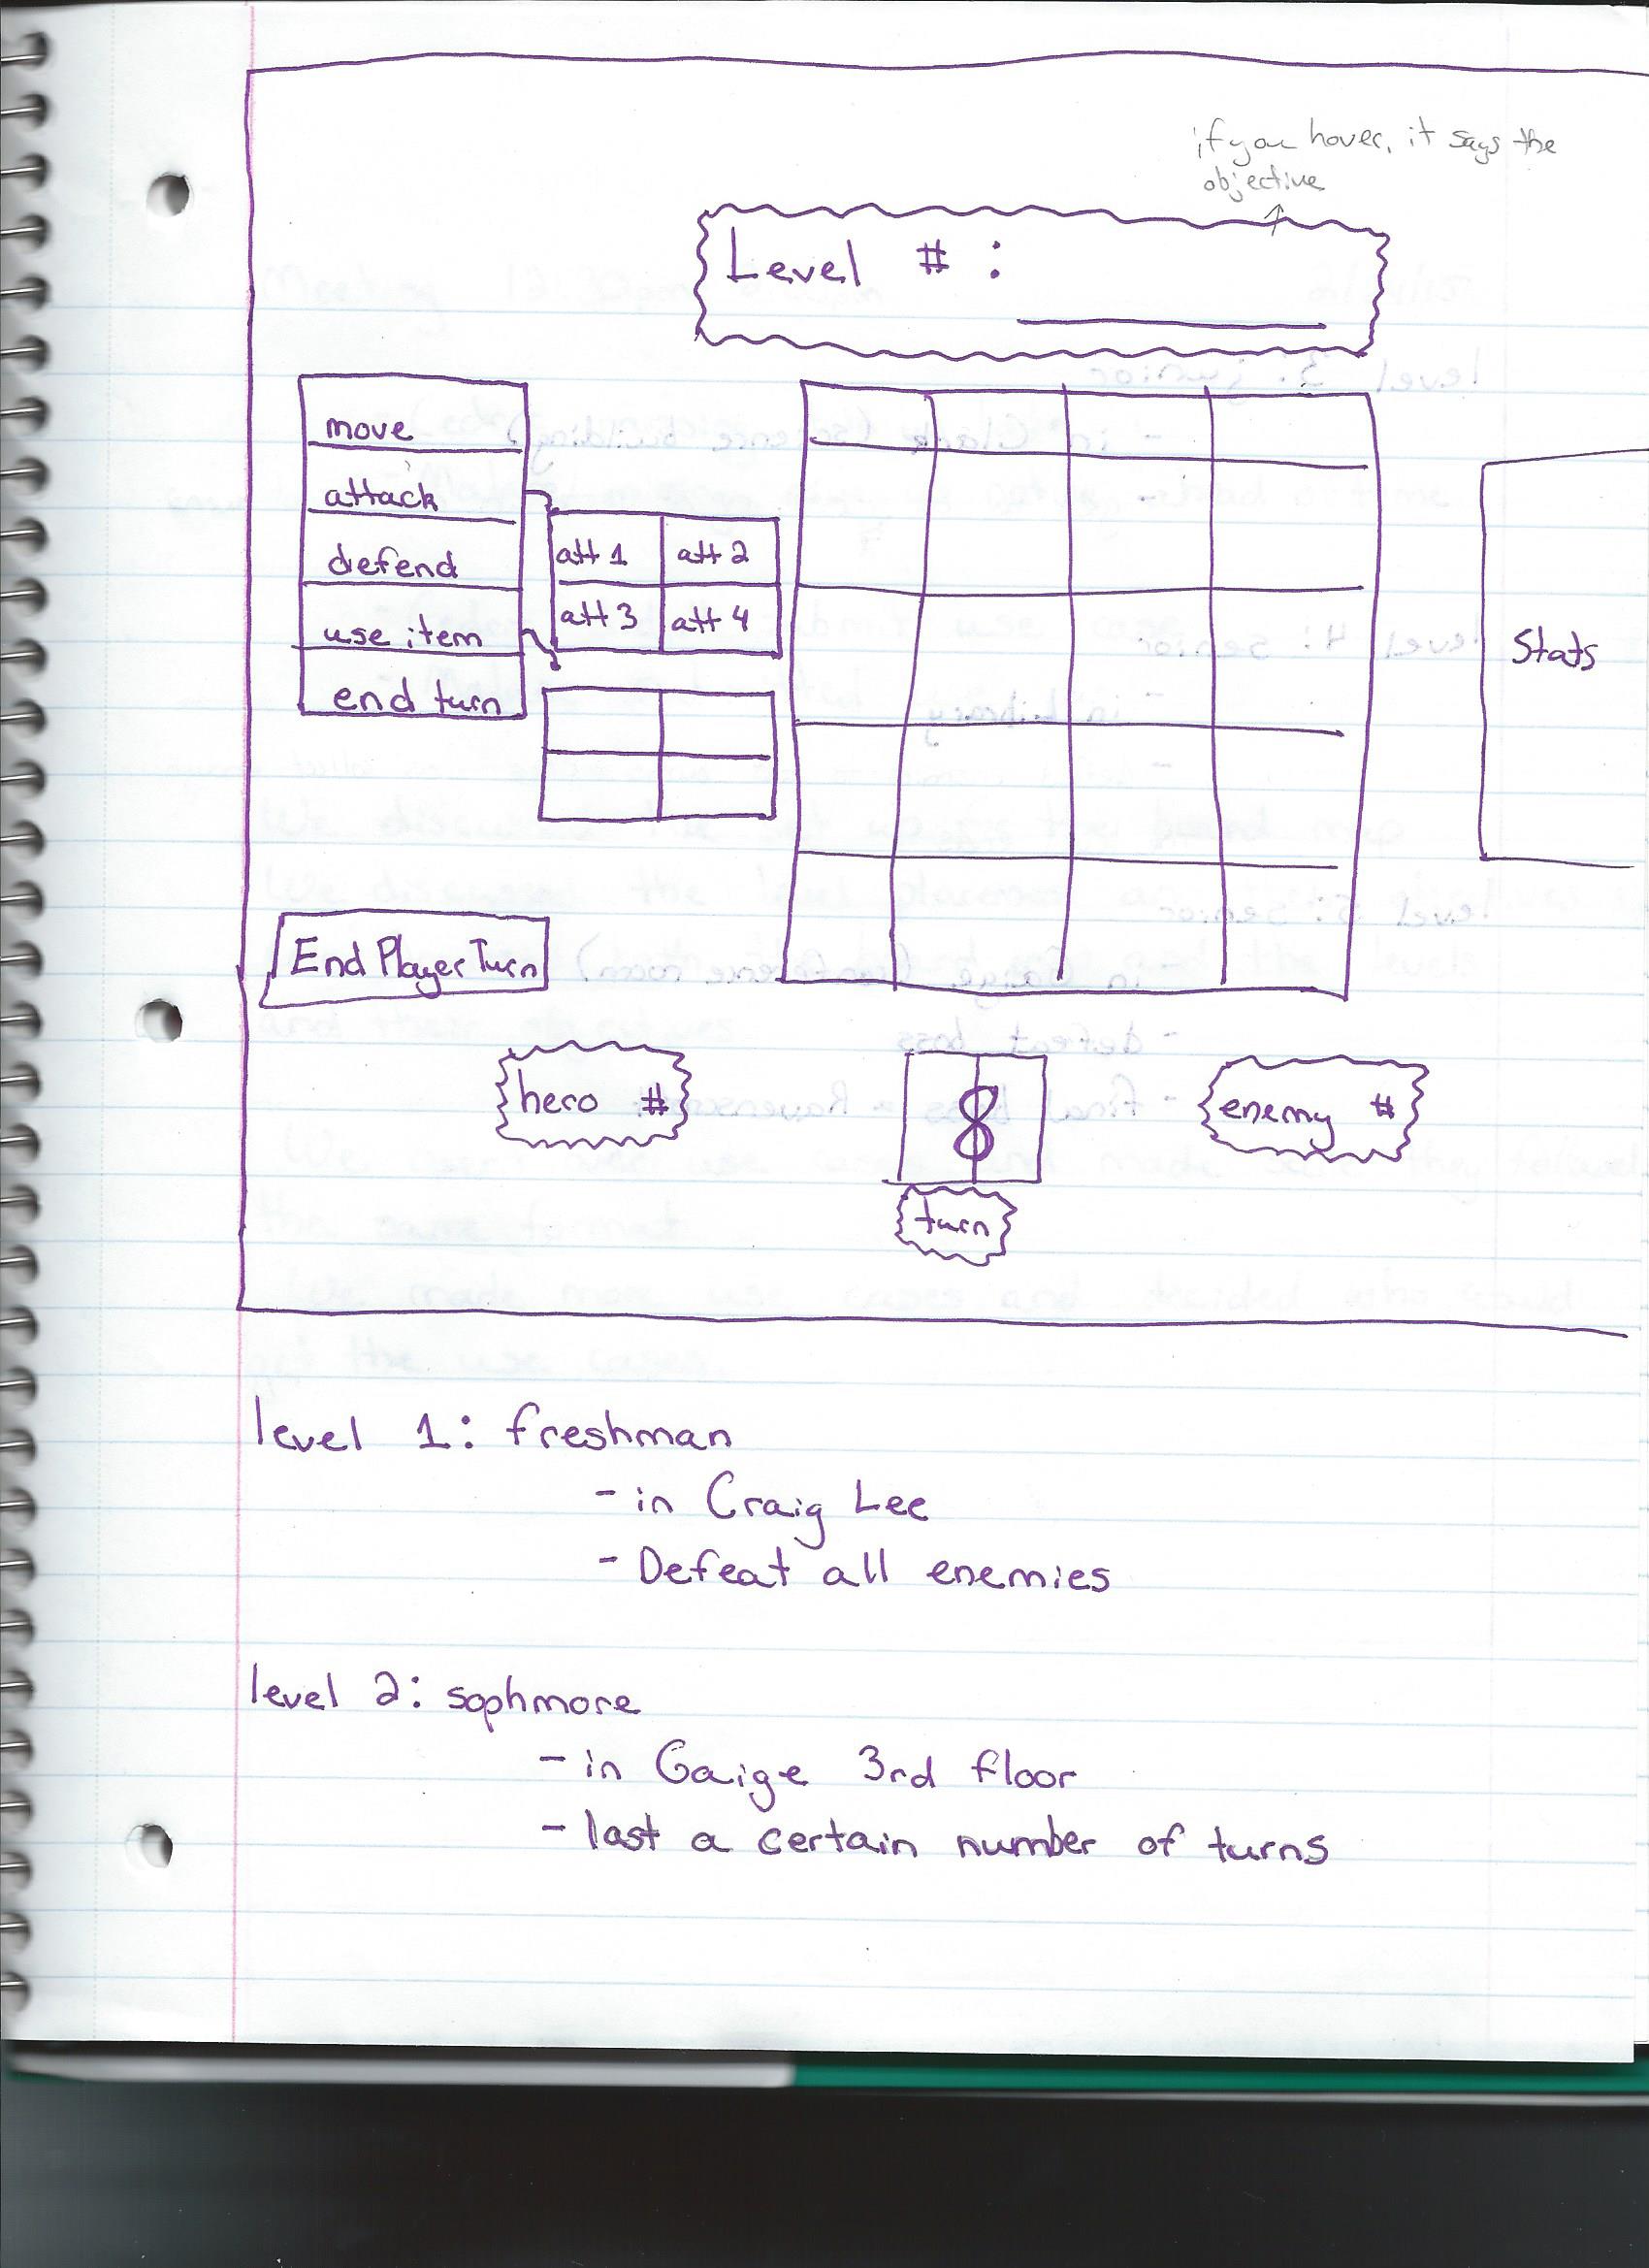 if you hover, it says the
objective
Level # :
move
attack
defend
use item
end turn
att 1 att 2
att 3 att 4
Stats
End Player Turn
hero #
8
turn
enemy #
level 1: freshman
- in Craig Lee
- Defeat all enemies
level 2: sophmore
- in Gaige 3rd floor
- last a certain number of turns